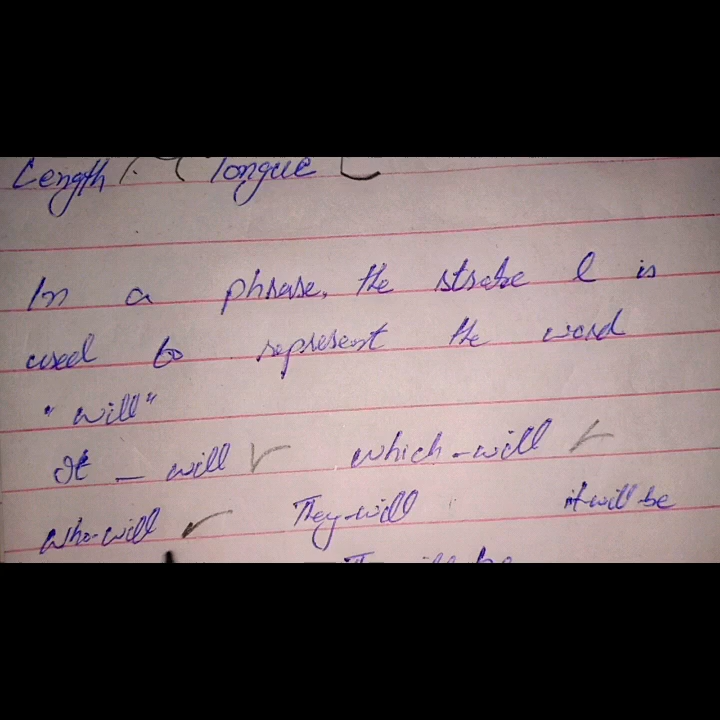 Length Tongue
In a phrase, the stroke l is
used to represent the word
"will"
It - will which-will
who-will They-will it will be